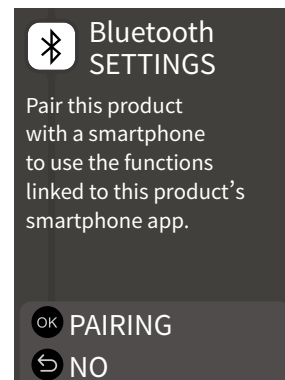 Bluetooth
SETTINGS
Pair this product
with a smartphone
to use the functions
linked to this product’s
smartphone app.
OK PAIRING
NO